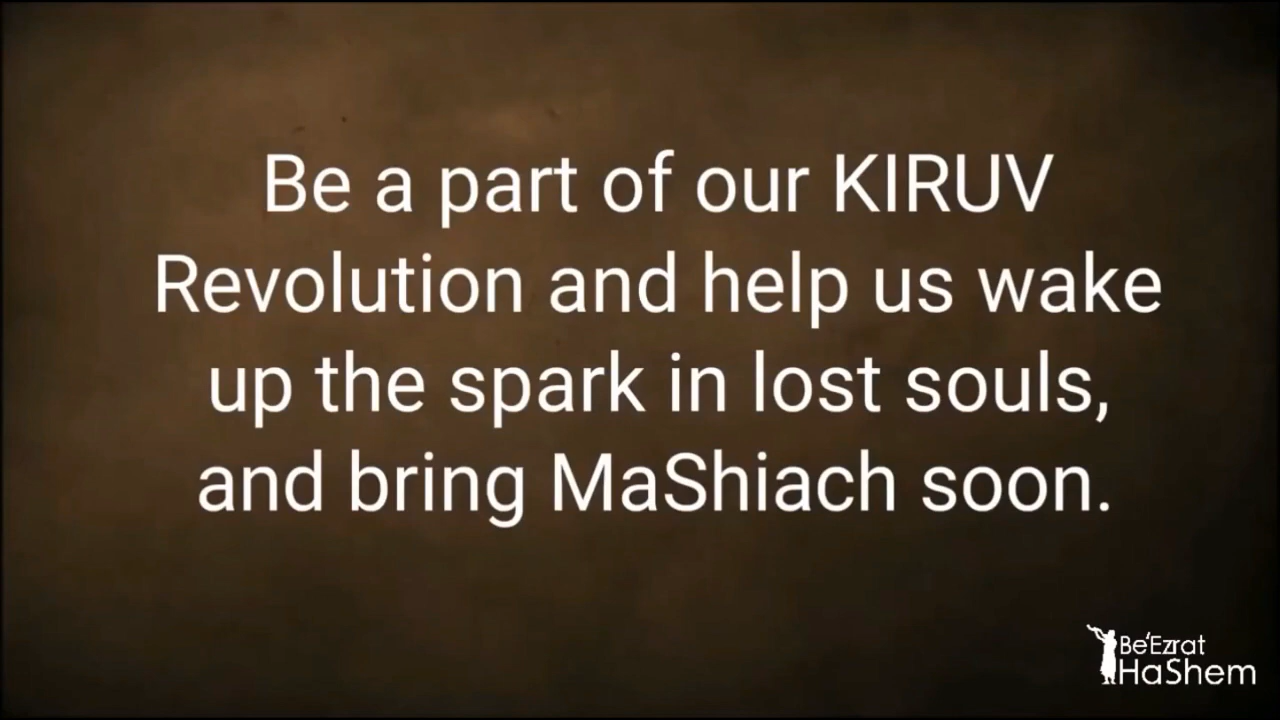 Be a part of our KIRUV
Revolution and help us wake
up the spark in lost souls,
and bring MaShiach soon.
Be'Ezrat
HaShem